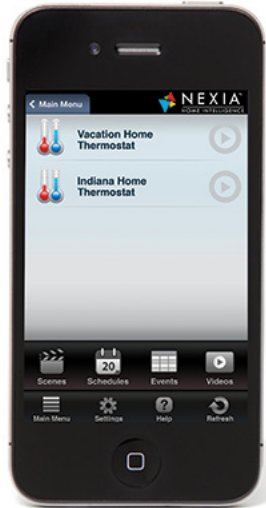 Main Menu
NEXIA
HOME INTELLIGENCE
Vacation Home
Thermostat
Indiana Home
Thermostat
20
Scenes
Schedules
Events
Videos
?
Main Menu
Settings
Help
Refresh